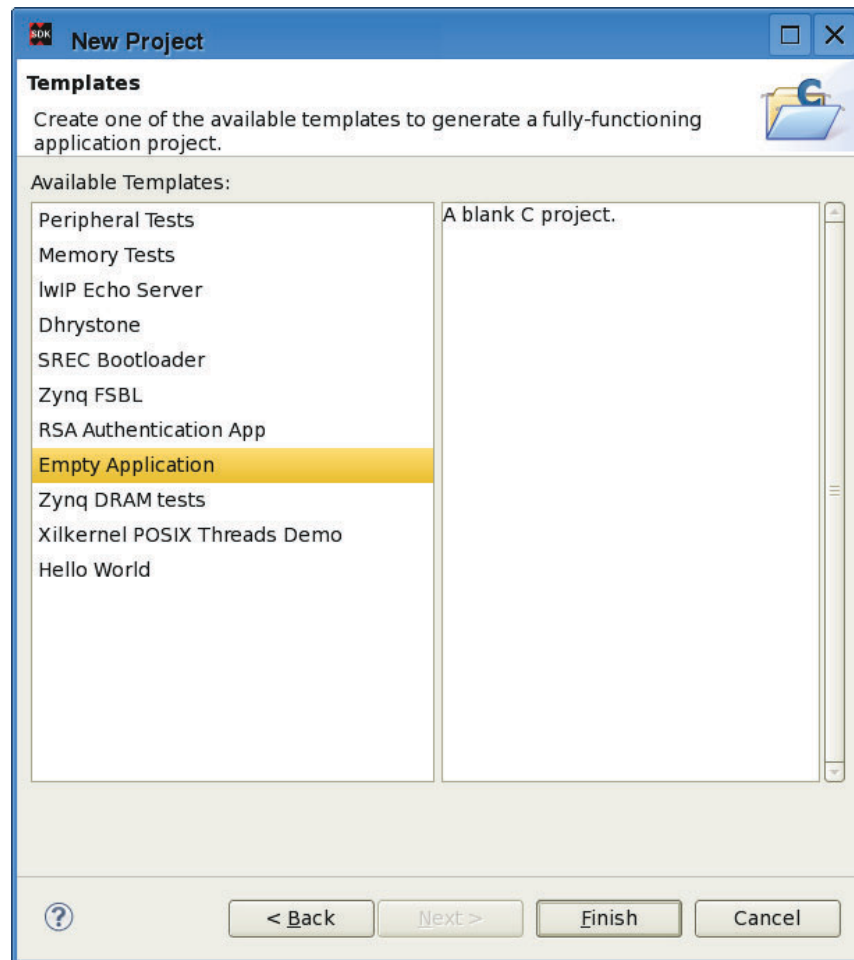 SDK
New Project
Templates
Create one of the available templates to generate a fully-functioning
application project.
C
Available Templates:
Peripheral Tests
Memory Tests
lwIP Echo Server
Dhrystone
SREC Bootloader
Zynq FSBL
RSA Authentication App
Empty Application
Zynq DRAM tests
Xilkernel POSIX Threads Demo
Hello World
A blank C project.
?
< Back
Next >
Finish
Cancel